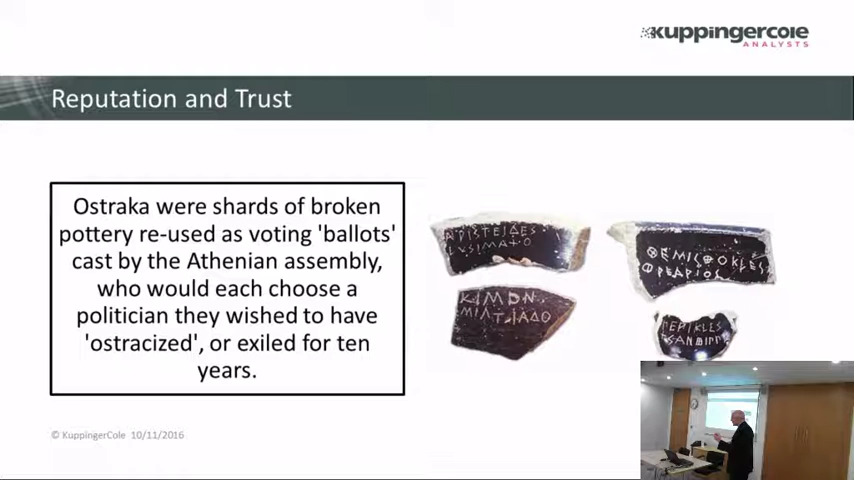 kuppingercole
ANALYSTS
Reputation and Trust
Ostraka were shards of broken
pottery re-used as voting 'ballots'
cast by the Athenian assembly,
who would each choose a
politician they wished to have
'ostracized', or exiled for ten
years.
ΑΡΙΣΤΕΙΔΕΣ
ΛΥΣΙΜΑΤΟ
ΘΕΜΙΣΘΟΚΛΕΣ
ΦΡΕΑΡΙΟΣ
ΚΙΜΟΝ
ΜΙΛΤΙΑΔΟ
ΠΕΡΙΚΛΕΣ
© KuppingerCole 10/11/2016